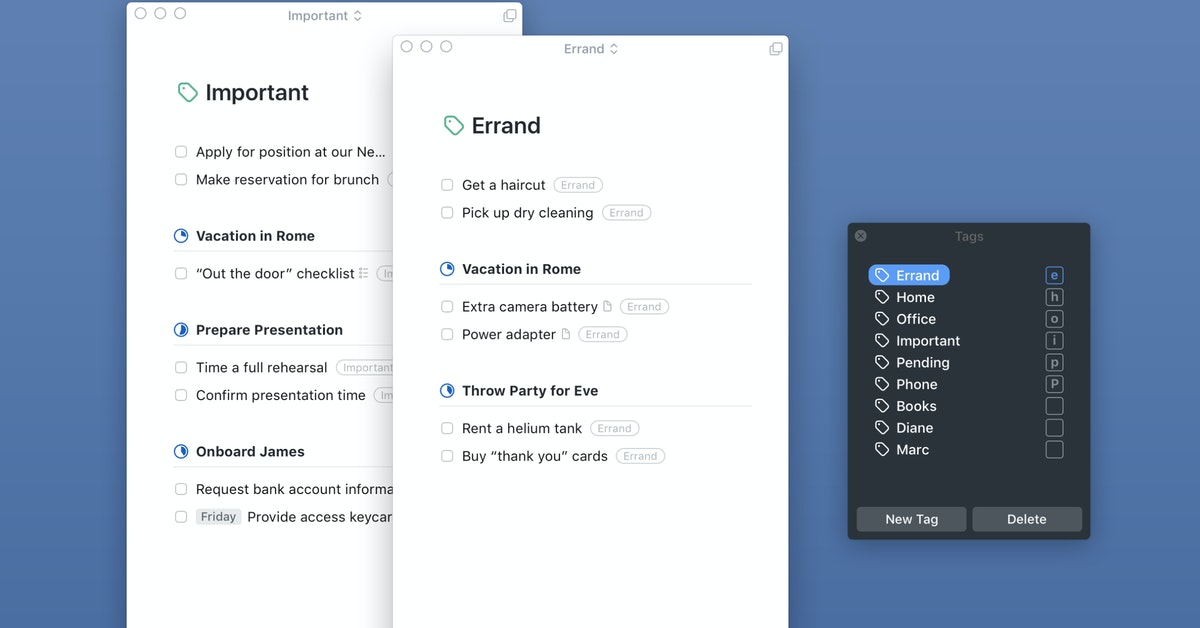 Important
Important
Apply for position at our Ne...
Make reservation for brunch
Vacation in Rome
“Out the door” checklist
Prepare Presentation
Time a full rehearsal Important
Confirm presentation time
Onboard James
Request bank account
Friday Provide access
Errand
Errand
Get a haircut Errand
Pick up dry cleaning Errand
Vacation in Rome
Extra camera battery Errand
Power adapter Errand
Throw Party for Eve
Rent a helium tank Errand
Buy “thank you” cards Errand
Tags
Errand e
Home h
Office o
Important i
Pending p
Phone P
Books
Diane
Marc
New Tag Delete